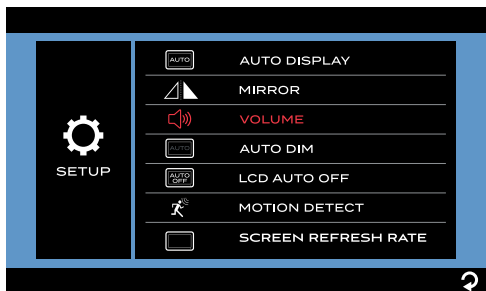 SETUP
AUTO AUTO DISPLAY
MIRROR
VOLUME
AUTO AUTO DIM
AUTO OFF LCD AUTO OFF
MOTION DETECT
SCREEN REFRESH RATE